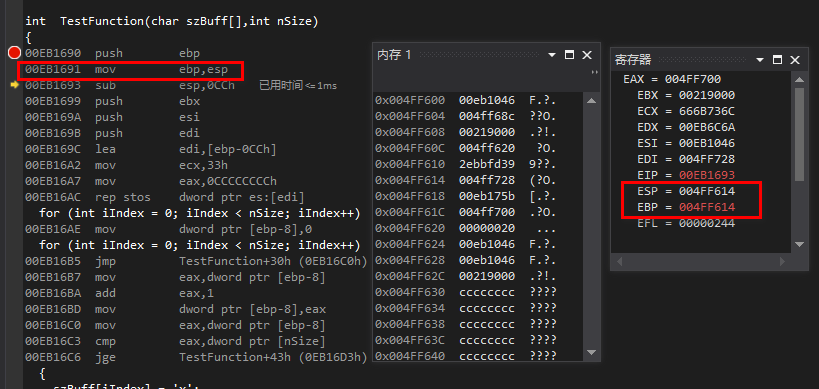 int  TestFunction(char szBuff[],int nSize)
{
00EB1690  push        ebp
00EB1691  mov         ebp,esp
00EB1693  sub         esp,0CCh    已用时间<=1ms
00EB1699  push        ebx
00EB169A  push        esi
00EB169B  push        edi
00EB169C  lea         edi,[ebp-0CCh]
00EB16A2  mov         ecx,33h
00EB16A7  mov         eax,0CCCCCCCCh
00EB16AC  rep stos    dword ptr es:[edi]
for (int iIndex = 0; iIndex < nSize; iIndex++)
00EB16AE  mov         dword ptr [ebp-8],0
for (int iIndex = 0; iIndex < nSize; iIndex++)
00EB16B5  jmp         TestFunction+30h (0EB16C0h)
00EB16B7  mov         eax,dword ptr [ebp-8]
00EB16BA  add         eax,1
00EB16BD  mov         dword ptr [ebp-8],eax
00EB16C0  mov         eax,dword ptr [ebp-8]
00EB16C3  cmp         eax,dword ptr [nSize]
00EB16C6  jge         TestFunction+43h (0EB16D3h)
{
szBuff[iIndex] = 'x';
内存 1
0x004FF600  00eb1046  F.?.
0x004FF604  004ff68c  ??O.
0x004FF608  00219000  .?!.
0x004FF60C  004ff620   ?O.
0x004FF610  2ebbfd39  9??.
0x004FF614  004ff728  (?O.
0x004FF618  00eb175b  [.?.
0x004FF61C  004ff700  .?O.
0x004FF620  00000020   ...
0x004FF624  00eb1046  F.?.
0x004FF628  00eb1046  F.?.
0x004FF62C  00219000  .?!.
0x004FF630  cccccccc  ????
0x004FF634  cccccccc  ????
0x004FF638  cccccccc  ????
0x004FF63C  cccccccc  ????
0x004FF640  cccccccc  ????
寄存器
EAX = 004FF700
EBX = 00219000
ECX = 666B736C
EDX = 00EB6C6A
ESI = 00EB1046
EDI = 004FF728
EIP = 00EB1693
ESP = 004FF614
EBP = 004FF614
EFL = 00000244